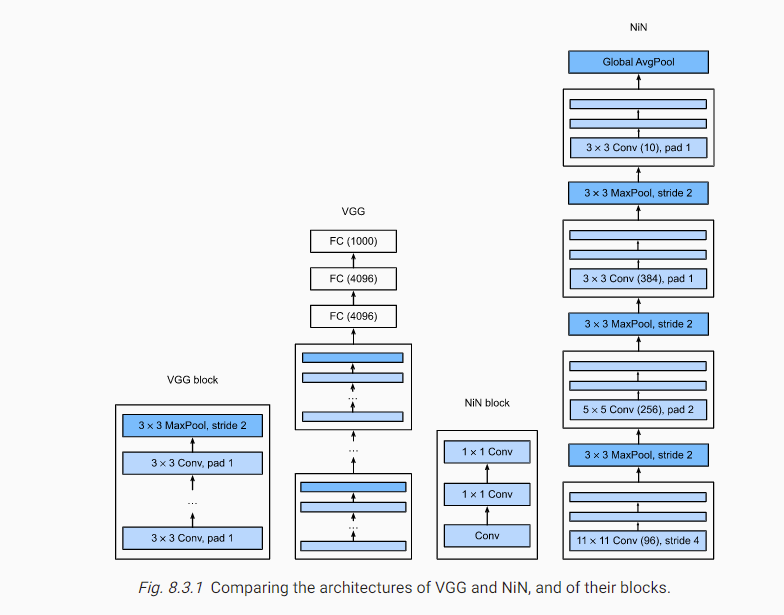 VGG block
3 × 3 MaxPool, stride 2
3 × 3 Conv, pad 1
...
3 × 3 Conv, pad 1
VGG
FC (1000)
FC (4096)
FC (4096)
...
...
...
NiN block
1 × 1 Conv
1 × 1 Conv
Conv
NiN
Global AvgPool
3 × 3 Conv (10), pad 1
3 × 3 MaxPool, stride 2
3 × 3 Conv (384), pad 1
3 × 3 MaxPool, stride 2
5 × 5 Conv (256), pad 2
3 × 3 MaxPool, stride 2
11 × 11 Conv (96), stride 4
Fig. 8.3.1 Comparing the architectures of VGG and NiN, and of their blocks.